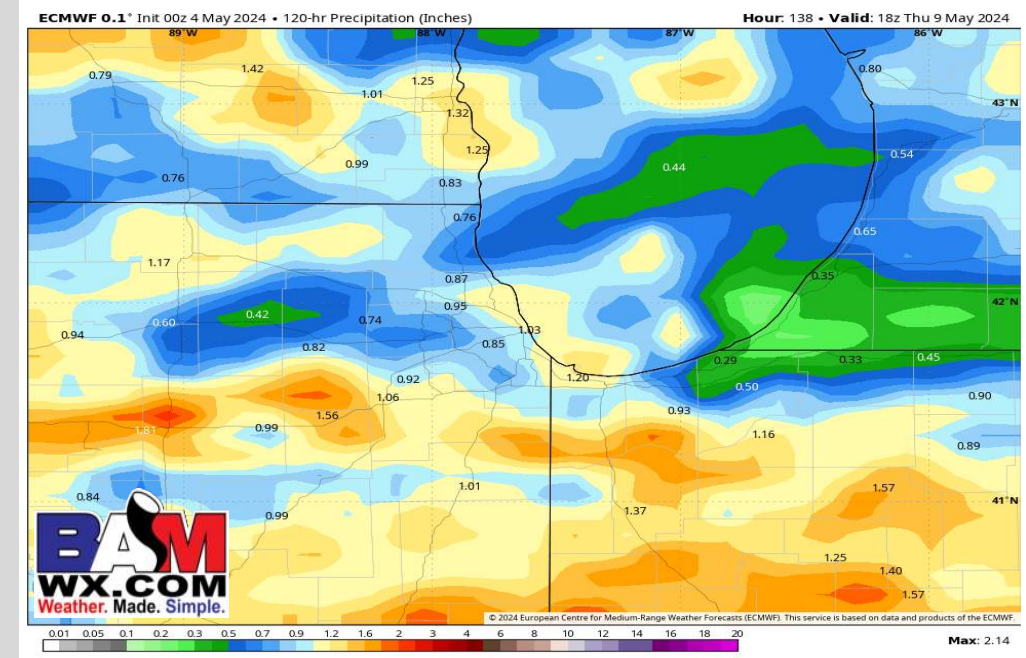 ECMWF 0.1° Init 00z 4 May 2024 • 120-hr Precipitation (Inches) Hour: 138 • Valid: 18z Thu 9 May 2024
89°W 88°W 87°W 86°W
0.79 1.42 1.25 0.80
1.01 43°N
1.32
1.25 0.54
0.99 0.44
0.76 0.83
0.76
0.65
1.17
0.87 0.35
0.42 0.95 42°N
0.60 0.74
0.94 1.03
0.82 0.85
0.29 0.33 0.45
0.92 1.20 0.50
1.06 0.93 0.90
1.56
1.81 0.99 1.16
0.89
0.84 1.01 1.57
41°N
0.99 1.37
1.25
1.40
1.57
BAM
WX.COM
Weather. Made. Simple.
© 2024 European Centre for Medium-Range Weather Forecasts (ECMWF). This service is based on data and products of the ECMWF.
0.01 0.05 0.1 0.2 0.3 0.5 0.7 0.9 1.2 1.6 2 3 4 6 8 10 12 14 16 18 20 Max: 2.14